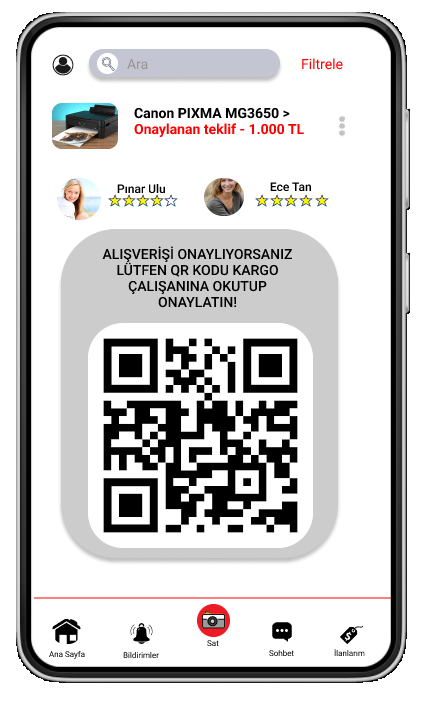 Ara
Filtrele
Canon PIXMA MG3650 >
Onaylanan teklif - 1.000 TL
Pınar Ulu
Ece Tan
ALIŞVERİŞİ ONAYLIYORSANIZ
LÜTFEN QR KODU KARGO
ÇALIŞANINA OKUTUP
ONAYLATIN!
Ana Sayfa
Bildirimler
Sat
Sohbet
İlanlarım